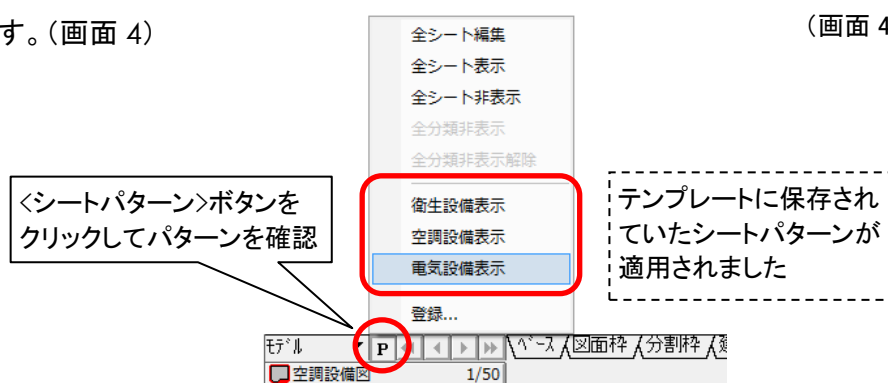 す。（画面 4）
（画面 4
全シート編集
全シート表示
全シート非表示
全分類非表示
全分類非表示解除
<シートパターン>ボタンを
クリックしてパターンを確認
衛生設備表示
空調設備表示
電気設備表示
テンプレートに保存され
ていたシートパターンが
適用されました
登録...
ﾓﾃﾞﾙ P ﾍﾞｰｽ 図面枠 分割枠
空調設備図 1/50